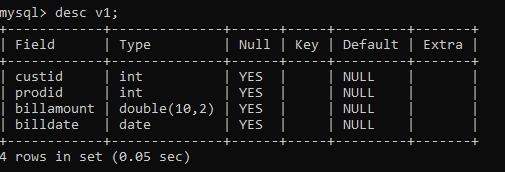 mysql> desc v1;
+------------+--------------+------+-----+---------+-------+
| Field      | Type         | Null | Key | Default | Extra |
+------------+--------------+------+-----+---------+-------+
| custid     | int          | YES  |     | NULL    |       |
| prodid     | int          | YES  |     | NULL    |       |
| billamount | double(10,2) | YES  |     | NULL    |       |
| billdate   | date         | YES  |     | NULL    |       |
+------------+--------------+------+-----+---------+-------+
4 rows in set (0.05 sec)